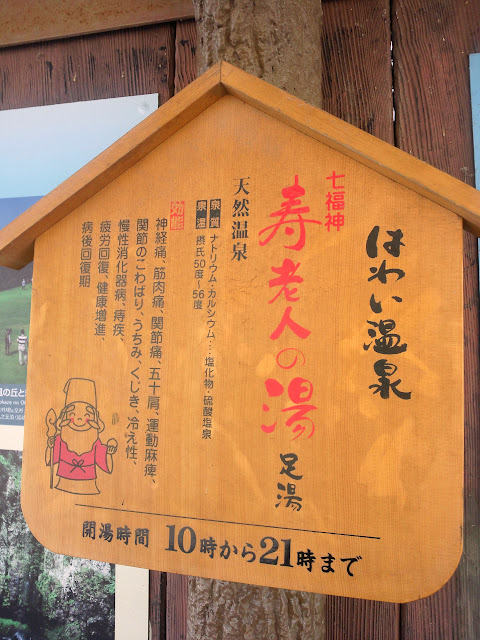 はわい温泉
七福神
寿老人の湯
足湯
天然温泉
泉質 ナトリウム・カルシウム… 塩化物・硫酸塩泉
泉温 摂氏50度〜56度
効能
神経痛、筋肉痛、関節痛、五十肩、運動麻痺、
関節のこわばり、うちみ、くじき、冷え性、
慢性消化器病、痔疾、
疲労回復、健康増進、
病後回復期
開湯時間 10時から21時まで